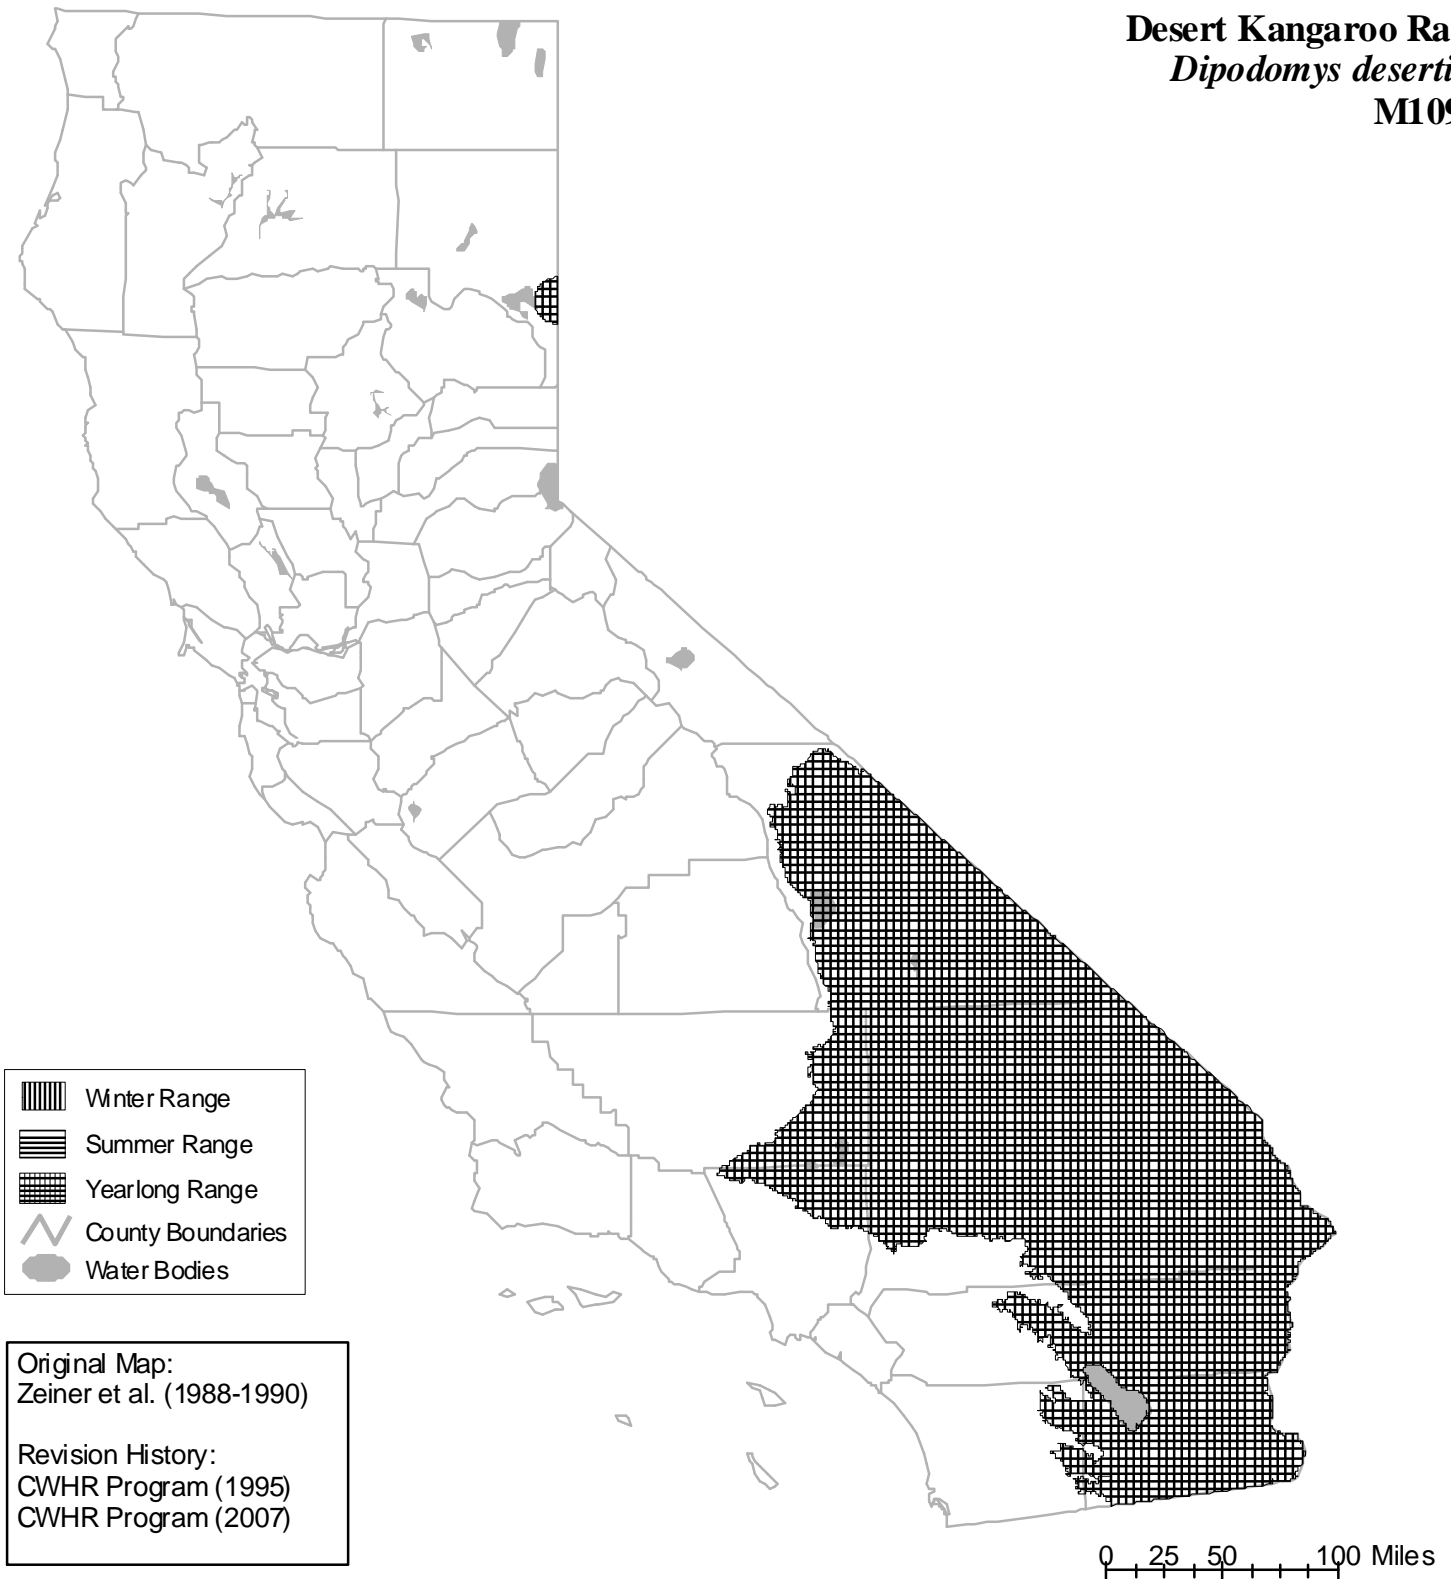 Desert Kangaroo Ra
Dipodomys deserti
M109
Winter Range
Summer Range
Yearlong Range
County Boundaries
Water Bodies
Original Map:
Zeiner et al. (1988-1990)
Revision History:
CWHR Program (1995)
CWHR Program (2007)
0 25 50 100 Miles